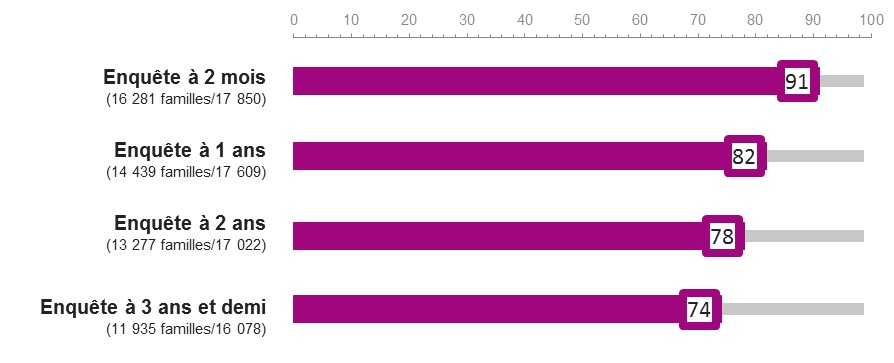 0 10 20 30 40 50 60 70 80 90 100
Enquête à 2 mois
(16 281 familles/17 850)
91
Enquête à 1 ans
(14 439 familles/17 609)
82
Enquête à 2 ans
(13 277 familles/17 022)
78
Enquête à 3 ans et demi
(11 935 familles/16 078)
74